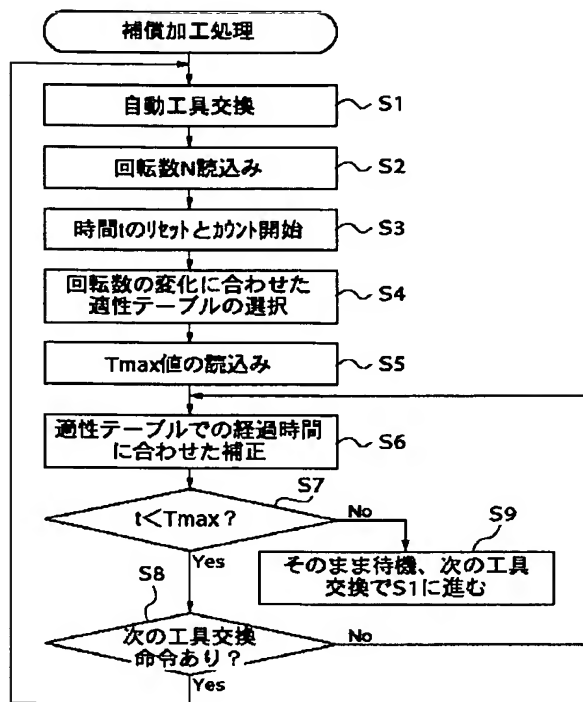 補償加工処理
自動工具交換
S1
回転数N読込み
S2
時間tのリセットとカウント開始
S3
回転数の変化に合わせた
適性テーブルの選択
S4
Tmax値の読込み
S5
適性テーブルでの経過時間
に合わせた補正
S6
S7
t<Tmax?
No
Yes
S9
そのまま待機、次の工具
交換でS1に進む
S8
次の工具交換
命令あり?
No
Yes